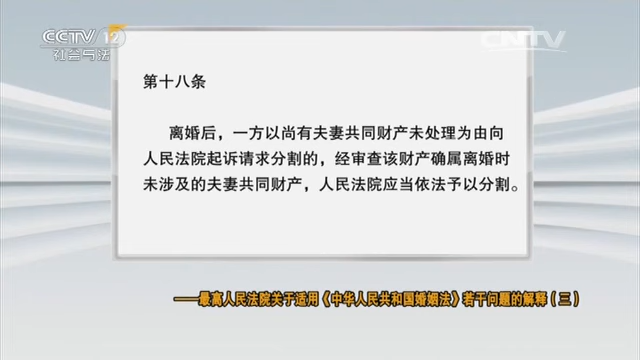 CCTV 12
社会与法
CNTV
第十八条
离婚后，一方以尚有夫妻共同财产未处理为由向
人民法院起诉请求分割的，经审查该财产确属离婚时
未涉及的夫妻共同财产，人民法院应当依法予以分割。
——最高人民法院关于适用《中华人民共和国婚姻法》若干问题的解释（三）